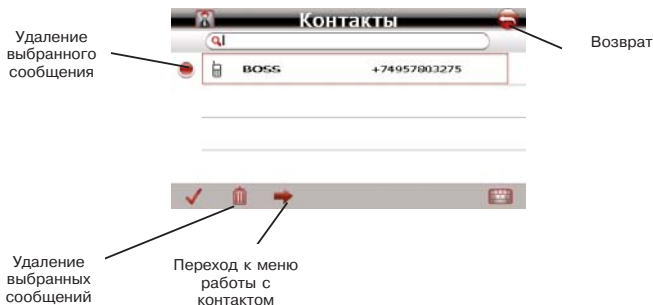 Контакты
Удаление
выбранного
сообщения
Возврат
BOSS +74957803275
Удаление
выбранных
сообщений
Переход к меню
работы с
контактом